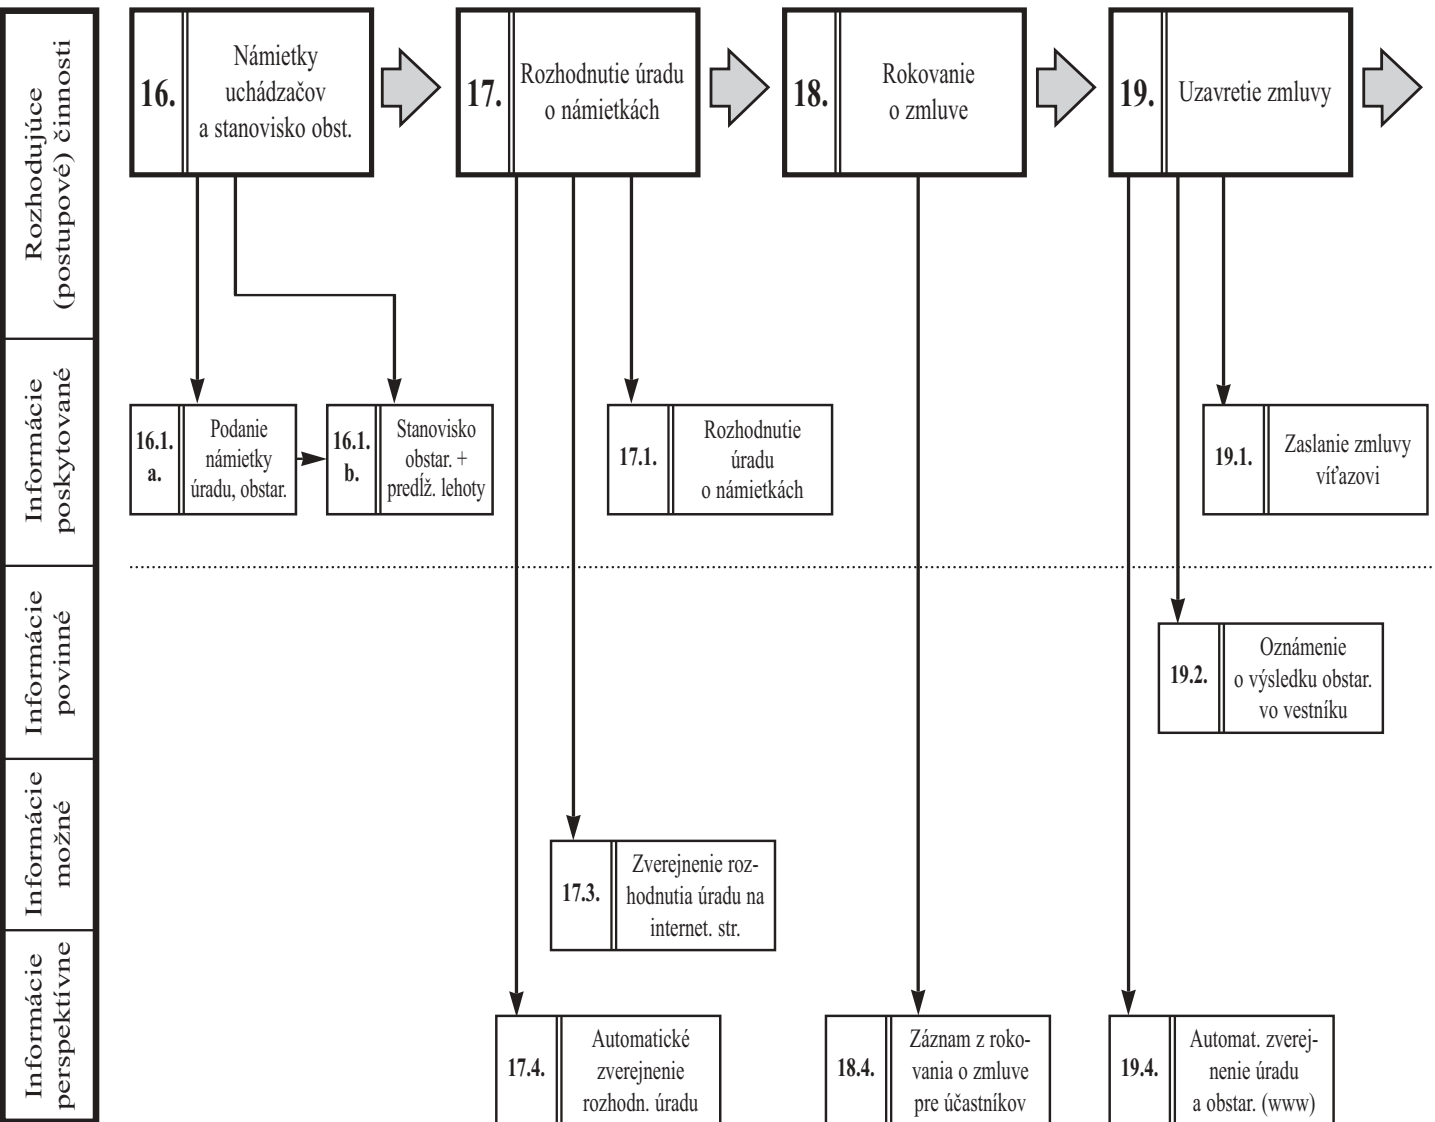 Rozhodujúce
(postupové) činnosti
16.
Námietky
uchádzačov
a stanovisko obst.
17.
Rozhodnutie úradu
o námietkách
18.
Rokovanie
o zmluve
19.
Uzavretie zmluvy
Informácie
poskytované
16.1.
a.
Podanie
námietky
úradu, obstar.
16.1.
b.
Stanovisko
obstar. +
predĺž. lehoty
17.1.
Rozhodnutie
úradu
o námietkách
19.1.
Zaslanie zmluvy
víťazovi
Informácie
povinné
19.2.
Oznámenie
o výsledku obstar.
vo vestníku
Informácie
možné
17.3.
Zverejnenie roz-
hodnutia úradu na
internet. str.
Informácie
perspektívne
17.4.
Automatické
zverejnenie
rozhodn. úradu
18.4.
Záznam z roko-
vania o zmluve
pre účastníkov
19.4.
Automat. zverej-
nenie úradu
a obstar. (www)